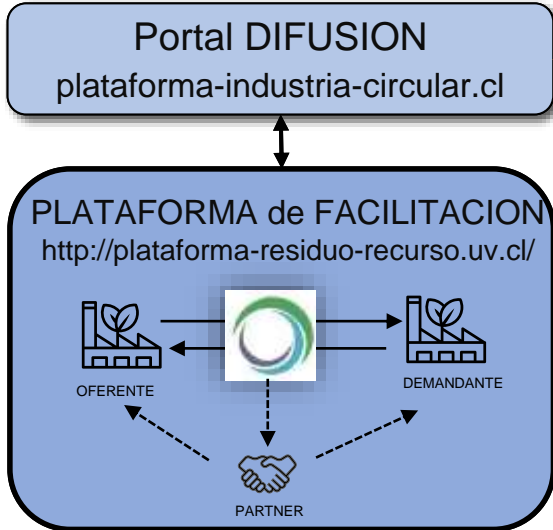 Portal DIFUSION
plataforma-industria-circular.cl
PLATAFORMA de FACILITACION
http://plataforma-residuo-recurso.uv.cl/
OFERENTE
DEMANDANTE
PARTNER